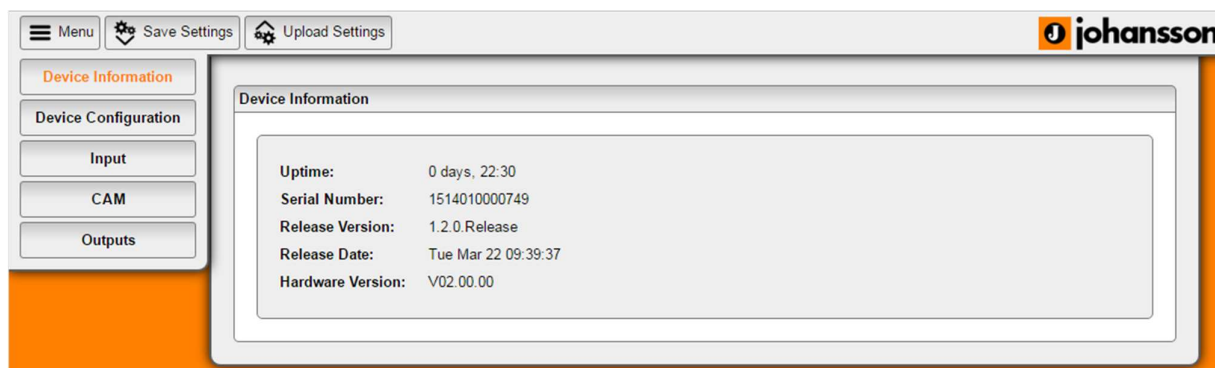 Menu Save Settings Upload Settings
johansson
Device Information
Device Configuration
Input
CAM
Outputs
Device Information
Uptime: 0 days, 22:30
Serial Number: 1514010000749
Release Version: 1.2.0.Release
Release Date: Tue Mar 22 09:39:37
Hardware Version: V02.00.00